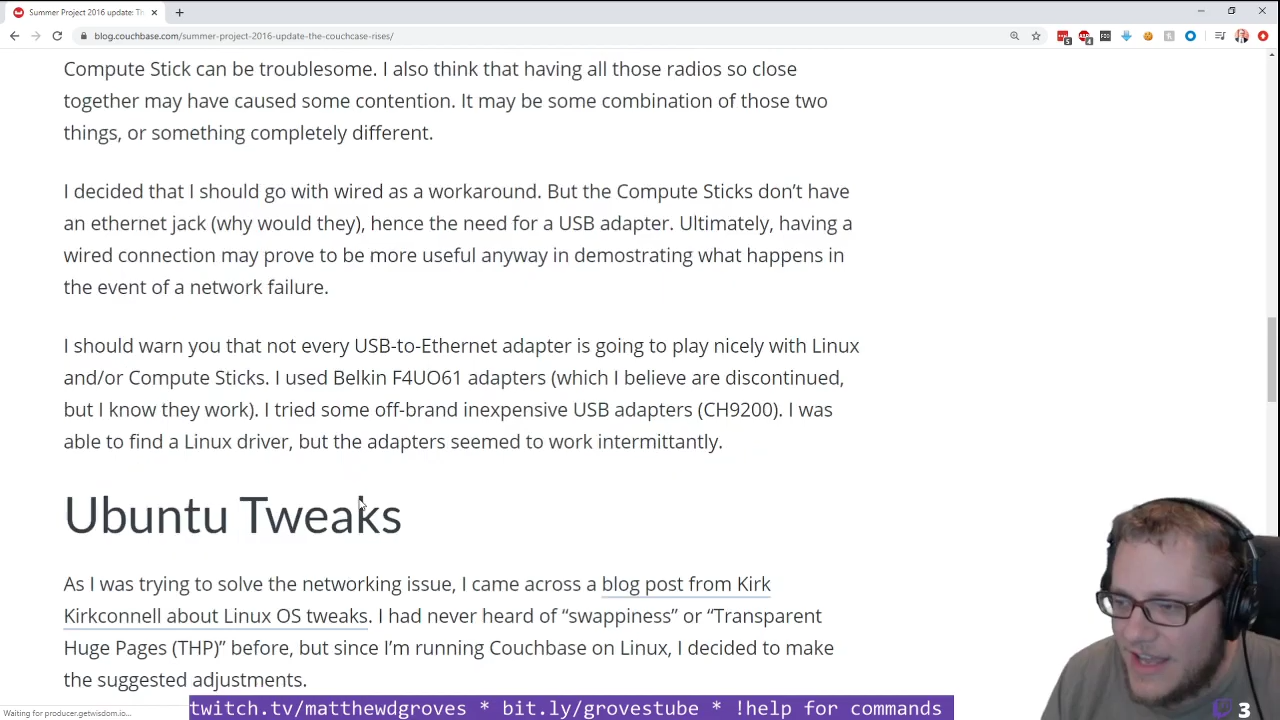 Summer Project 2016 update: Th
blog.couchbase.com/summer-project-2016-update-the-couchcase-rises/
Compute Stick can be troublesome. I also think that having all those radios so close
together may have caused some contention. It may be some combination of those two
things, or something completely different.
I decided that I should go with wired as a workaround. But the Compute Sticks don’t have
an ethernet jack (why would they), hence the need for a USB adapter. Ultimately, having a
wired connection may prove to be more useful anyway in demostrating what happens in
the event of a network failure.
I should warn you that not every USB-to-Ethernet adapter is going to play nicely with Linux
and/or Compute Sticks. I used Belkin F4UO61 adapters (which I believe are discontinued,
but I know they work). I tried some off-brand inexpensive USB adapters (CH9200). I was
able to find a Linux driver, but the adapters seemed to work intermittantly.
Ubuntu Tweaks
As I was trying to solve the networking issue, I came across a blog post from Kirk
Kirkconnell about Linux OS tweaks. I had never heard of “swappiness” or “Transparent
Huge Pages (THP)” before, but since I’m running Couchbase on Linux, I decided to make
the suggested adjustments.
Waiting for producer.getwisdom.io...
twitch.tv/matthewdgroves * bit.ly/grovestube * !help for commands
3